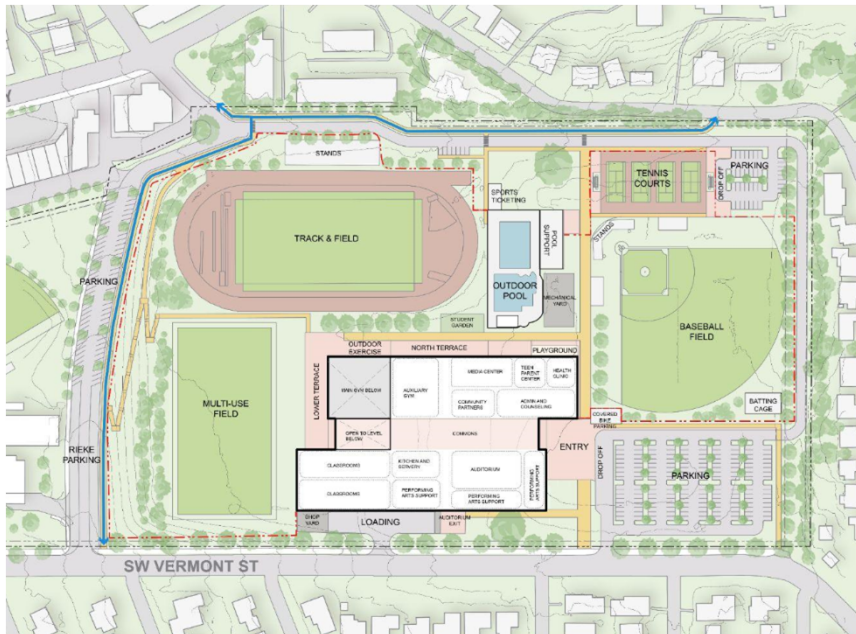 STANDS
TRACK & FIELD
SPORTS
TICKETING
POOL
SUPPORT
OUTDOOR
POOL
MECHANICAL
YARD
STUDENT
GARDEN
TENNIS
COURTS
DROP OFF
PARKING
STANDS
BASEBALL
FIELD
BATTING
CAGE
PARKING
RIEKE
PARKING
MULTI-USE
FIELD
LOWER TERRACE
OUTDOOR
EXERCISE
NORTH TERRACE
PLAYGROUND
MAIN GYM BELOW
AUXILIARY
GYM
MEDIA CENTER
TEEN
PARENT
CENTER
HEALTH
CLINIC
COMMUNITY
PARTNERS
ADMIN AND
COUNSELING
OPEN TO LEVEL
BELOW
COMMONS
COVERED
BIKE
PARKING
ENTRY
DROP OFF
PARKING
CLASSROOMS
KITCHEN AND
AUDITORIUM
CLASSROOMS
PERFORMING
ARTS SUPPORT
PERFORMING
ARTS SUPPORT
PERFORMING
ARTS SUPPORT
SHOP
YARD
LOADING
AUDITORIUM
EXIT
SW VERMONT ST